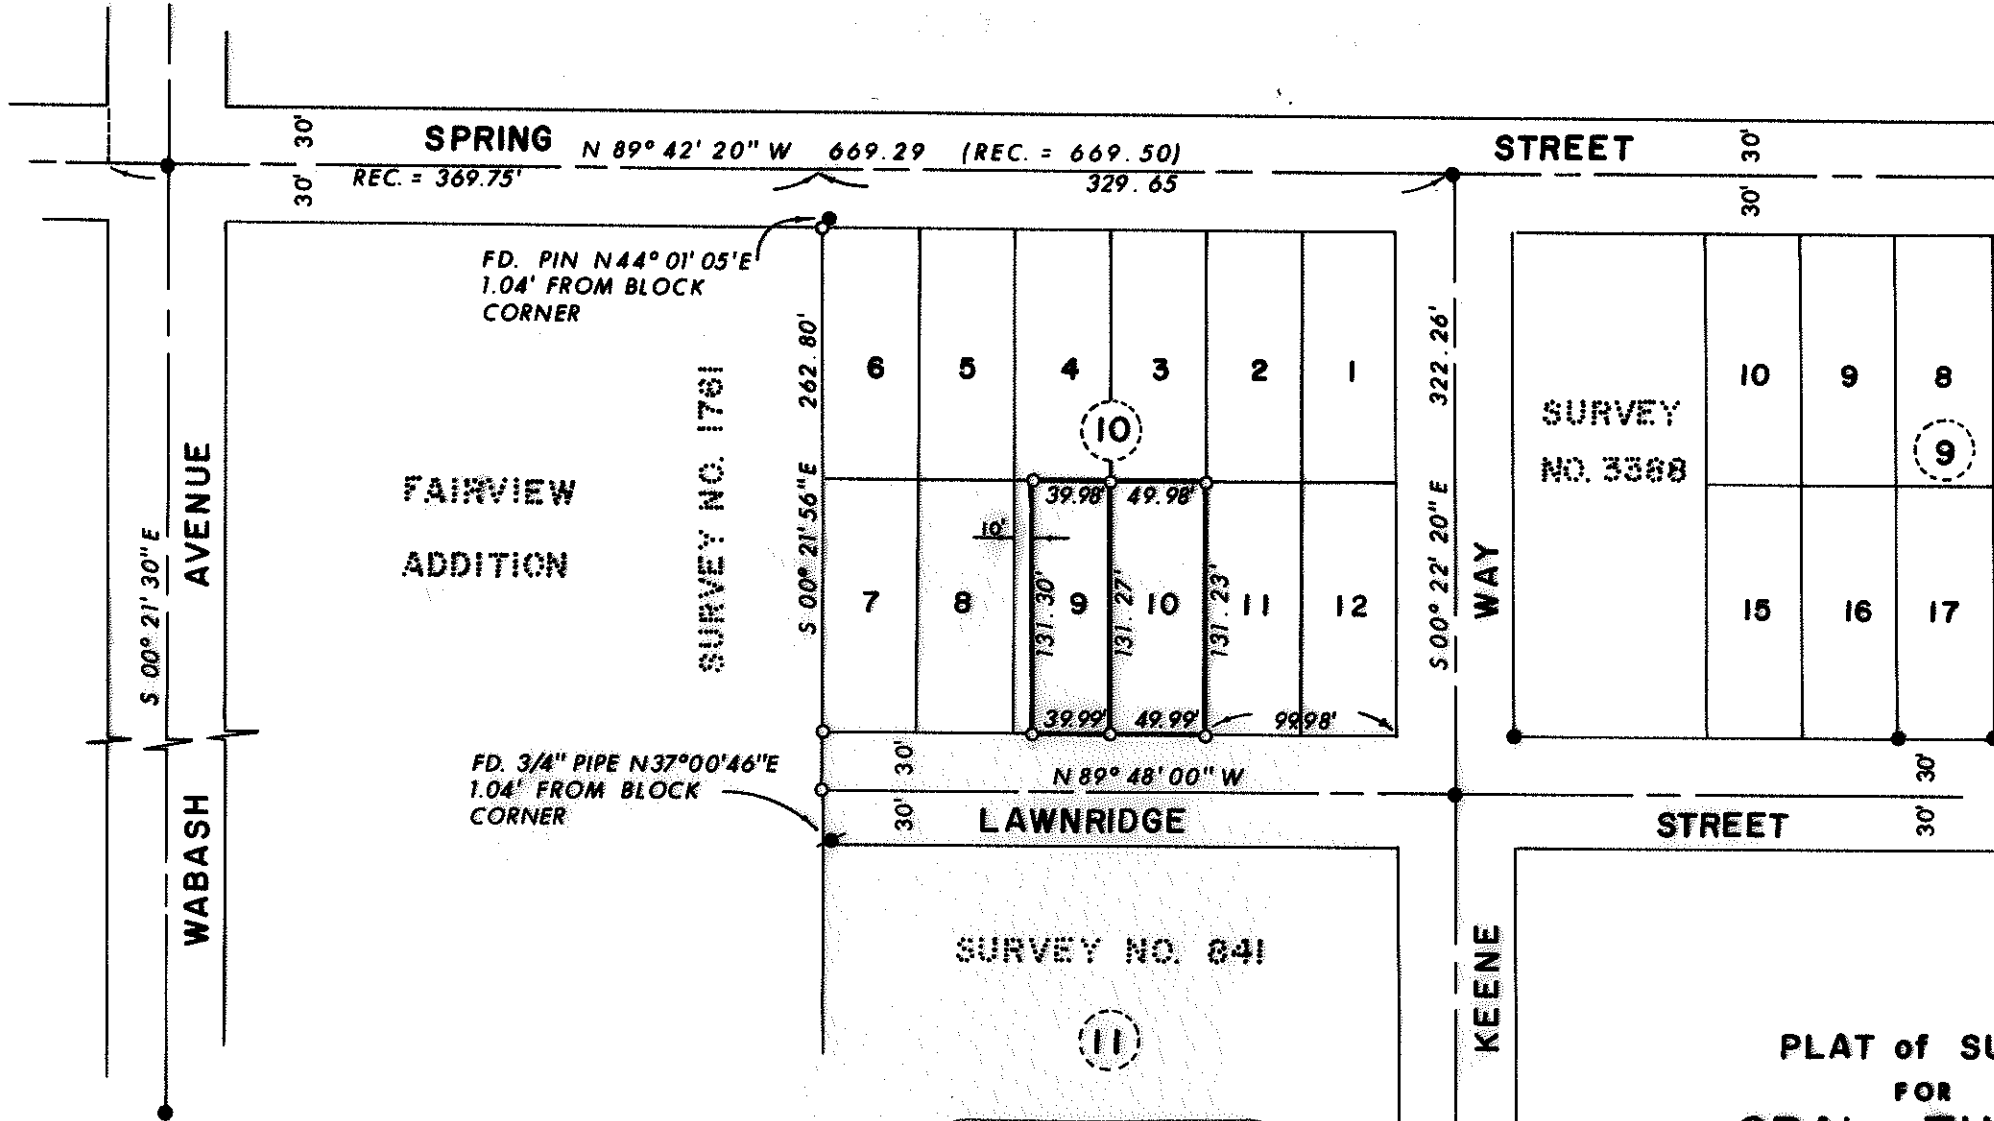 SPRING
N 89° 42' 20" W 669.29 (REC. = 669.50)
STREET
30'
30'
30'
30'
REC. = 369.75'
329.65
FD. PIN N44° 01' 05'E
1.04' FROM BLOCK
CORNER
262.80'
S 00° 21' 56" E
322.26'
S 00° 22' 20" E
6
5
4
3
2
1
10
SURVEY
NO. 3388
10
9
8
9
SURVEY NO. 1781
FAIRVIEW
ADDITION
AVENUE
S 00° 21' 30" E
39.98'
49.98'
10'
7
8
9
10
11
12
131.30'
131.27'
131.23'
WAY
15
16
17
39.99'
49.99'
99.98'
FD. 3/4" PIPE N37°00'46"E
1.04' FROM BLOCK
CORNER
30'
30'
N 89° 48' 00" W
LAWNRIDGE
STREET
30'
30'
WABASH
SURVEY NO. 841
11
KEENE
PLAT of
FOR